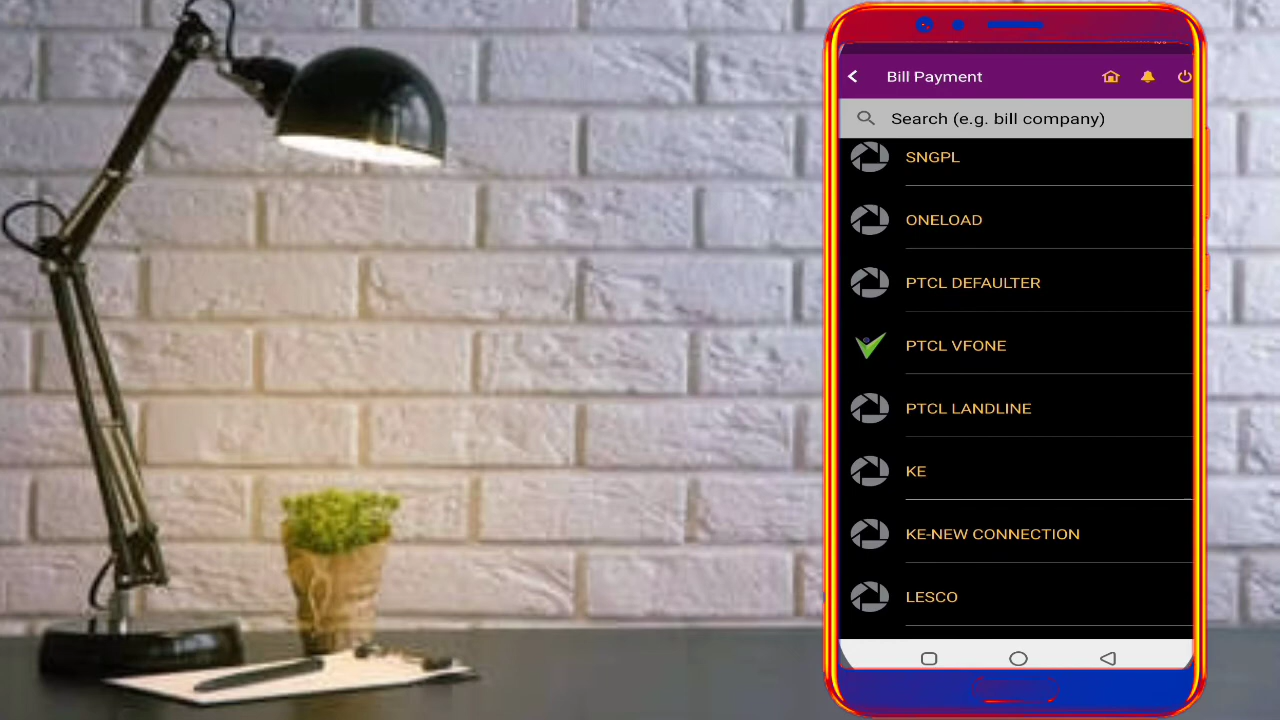 Bill Payment
Search (e.g. bill company)
SNGPL
ONELOAD
PTCL DEFAULTER
PTCL VFONE
PTCL LANDLINE
KE
KE-NEW CONNECTION
LESCO